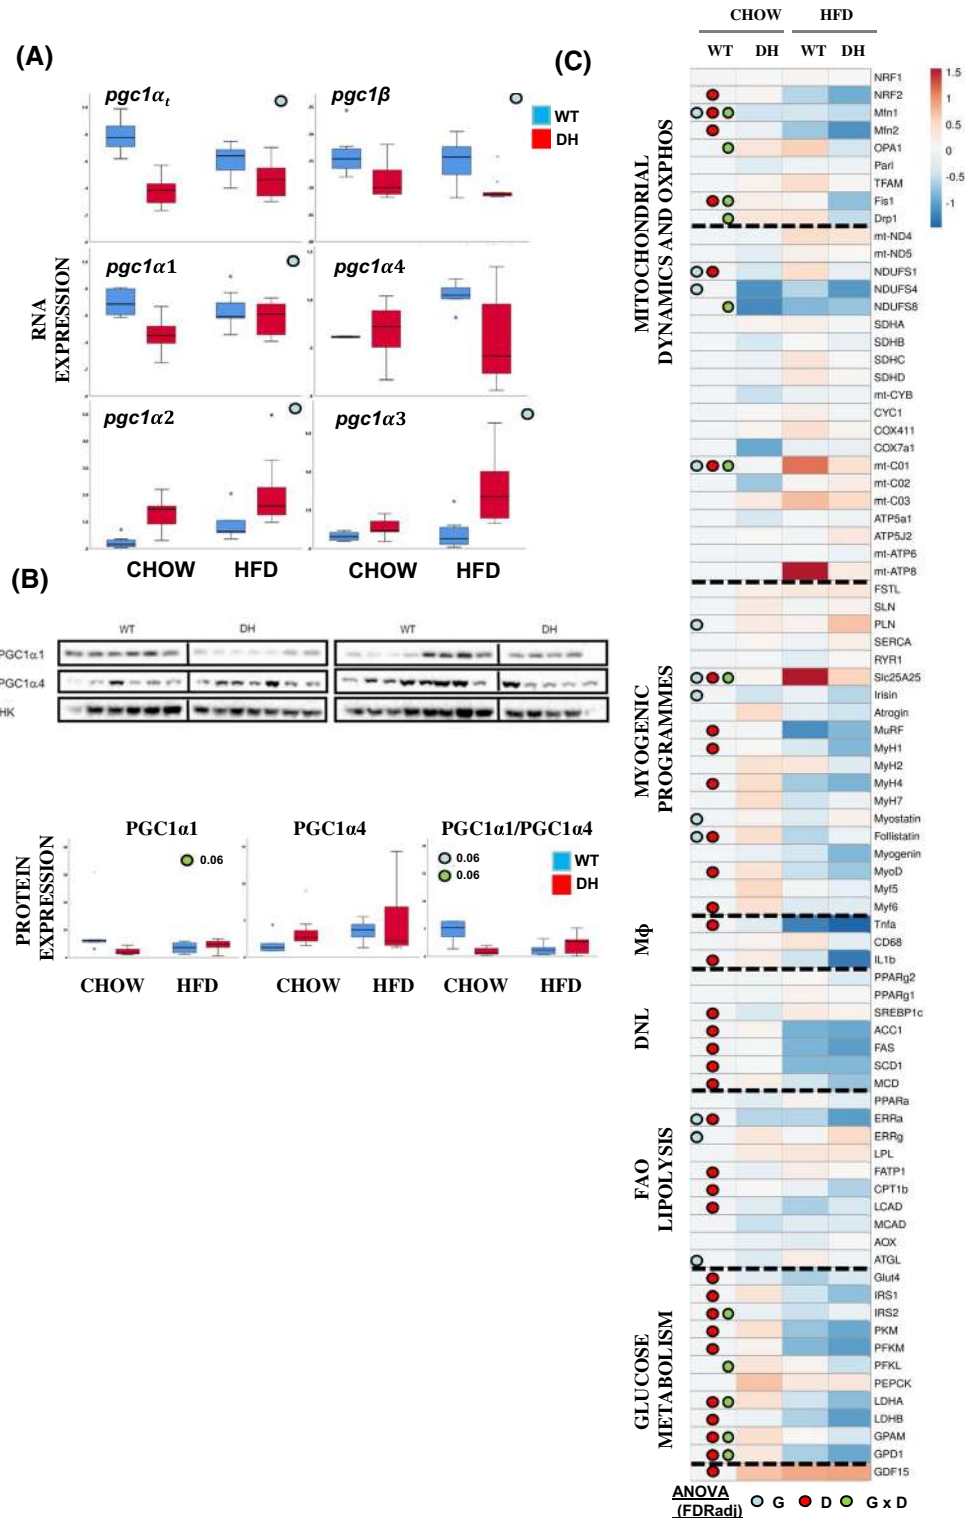 (A)
pgc1αt
pgc1β
WT
DH
pgc1α1
pgc1α4
RNA
EXPRESSION
pgc1α2
pgc1α3
CHOW
HFD
CHOW
HFD
(B)
WT
DH
WT
DH
PGC1α1
PGC1α4
HK
PROTEIN
EXPRESSION
PGC1α1
PGC1α4
PGC1α1/PGC1α4
0.06
0.06
0.06
WT
DH
CHOW
HFD
CHOW
HFD
CHOW
HFD
(C)
CHOW
HFD
WT
DH
WT
DH
1.5
1
0.5
0
-0.5
-1
MITOCHONDRIAL
DYNAMICS AND OXPHOS
NRF1
NRF2
Mfn1
Mfn2
OPA1
Parl
TFAM
Fis1
Drp1
mt-ND4
mt-ND5
NDUFS1
NDUFS4
NDUFS8
SDHA
SDHB
SDHC
SDHD
mt-CYB
CYC1
COX411
COX7a1
mt-C01
mt-C02
mt-C03
ATP5a1
ATP5J2
mt-ATP6
mt-ATP8
MYOGENIC
PROGRAMMES
FSTL
SLN
PLN
SERCA
RYR1
Slc25A25
Irisin
Atrogin
MuRF
MyH1
MyH2
MyH4
MyH7
Myostatin
Follistatin
Myogenin
MyoD
Myf5
Myf6
Mϕ
Tnfa
CD68
IL1b
DNL
PPARg2
PPARg1
SREBP1c
ACC1
FAS
SCD1
MCD
FAO
LIPOLYSIS
PPARa
ERRa
ERRg
LPL
FATP1
CPT1b
LCAD
MCAD
AOX
ATGL
GLUCOSE
METABOLISM
Glut4
IRS1
IRS2
PKM
PFKM
PFKL
PEPCK
LDHA
LDHB
GPAM
GPD1
GDF15
ANOVA
(FDRadj)
G
D
G x D